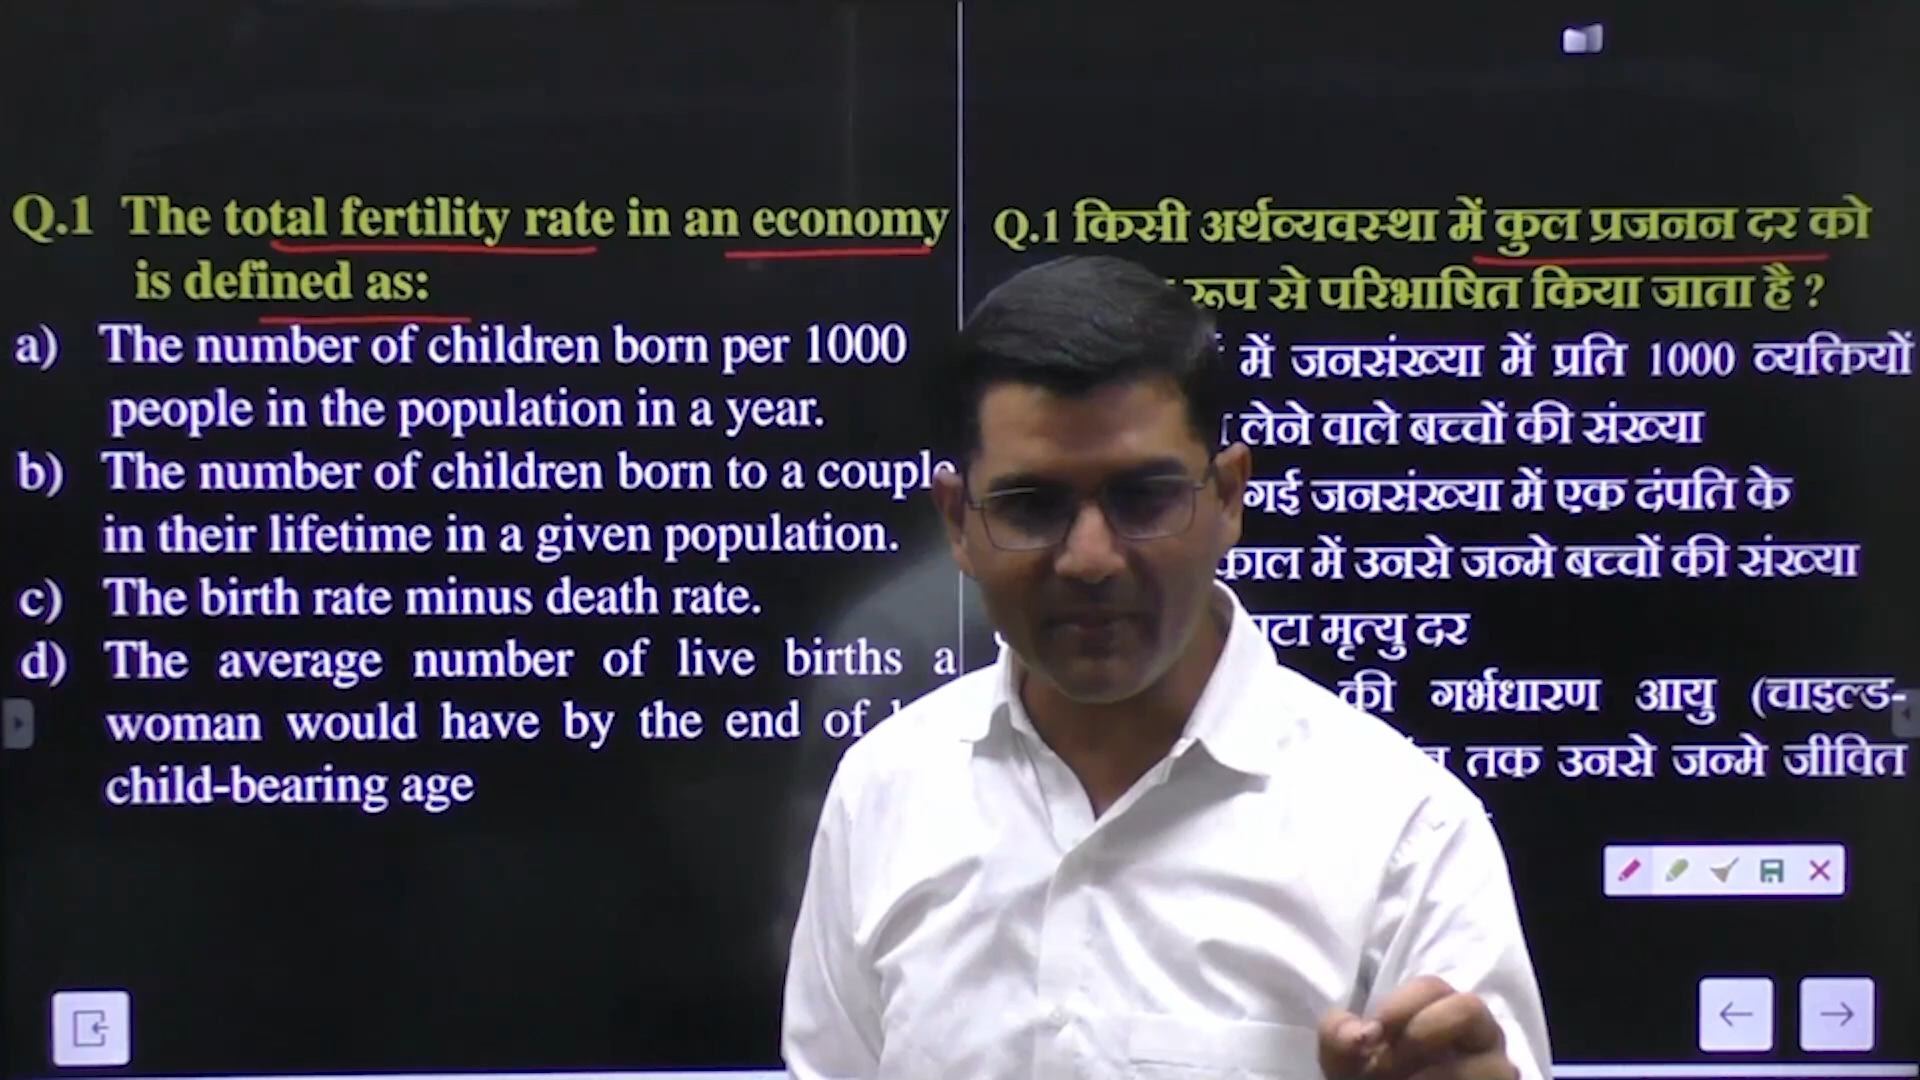 Q.1 The total fertility rate in an economy
is defined as:
a) The number of children born per 1000
people in the population in a year.
b) The number of children born to a couple
in their lifetime in a given population.
c) The birth rate minus death rate.
d) The average number of live births a
woman would have by the end of
child-bearing age
Q.1 किसी अर्थव्यवस्था में कुल प्रजनन दर को
रूप से परिभाषित किया जाता है ?
में जनसंख्या में प्रति 1000 व्यक्तियों
लेने वाले बच्चों की संख्या
गई जनसंख्या में एक दंपति के
में उनसे जन्मे बच्चों की संख्या
मृत्यु दर
की गर्भधारण आयु (चाइल्ड-
तक उनसे जन्मे जीवित